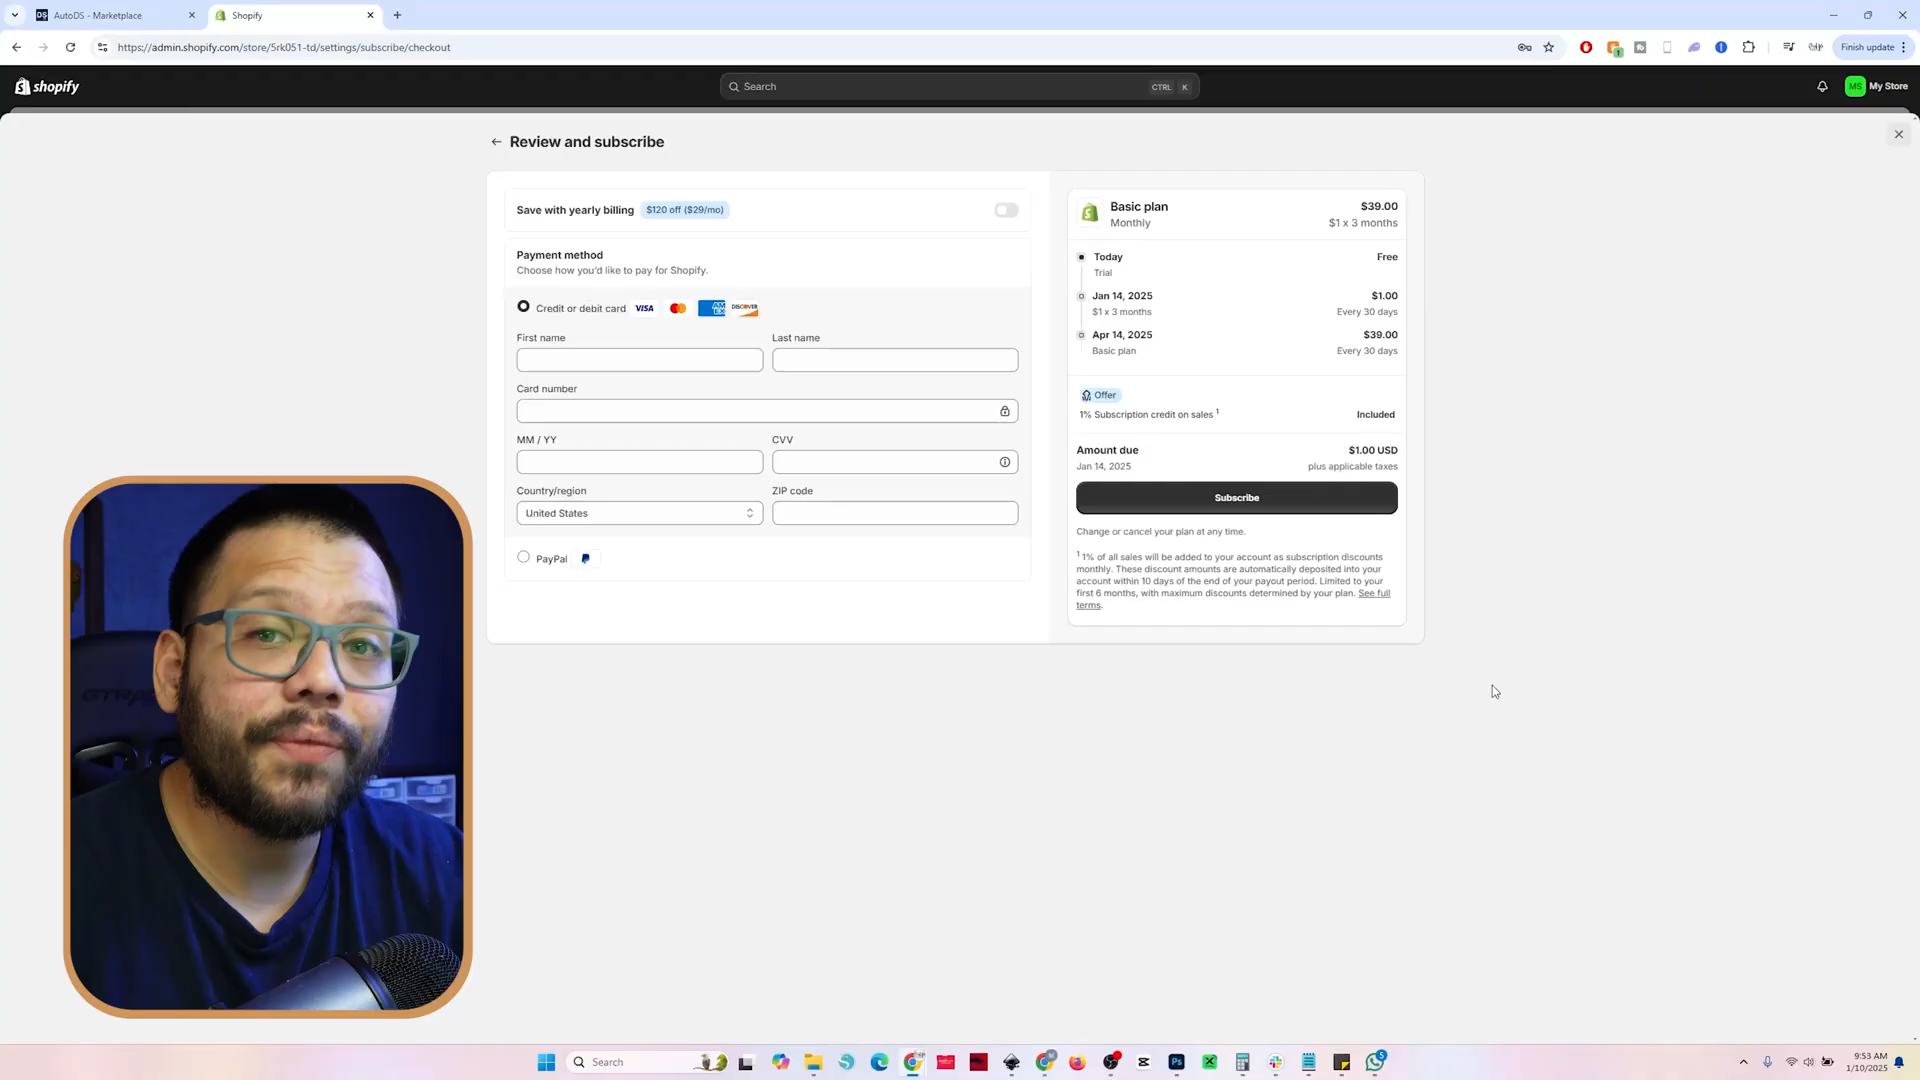 AutoDS - Marketplace
Shopify
https://admin.shopify.com/store/5rk051-td/settings/subscribe/checkout
Finish update
shopify
Search
CTRL K
MS My Store
Review and subscribe
Save with yearly billing $120 off ($29/mo)
Payment method
Choose how you'd like to pay for Shopify.
Credit or debit card VISA AM EX DISCOVER
First name
Last name
Card number
MM / YY
CVV
Country/region
ZIP code
United States
PayPal
Basic plan $39.00
Monthly $1 x 3 months
Today Free
Trial
Jan 14, 2025 $1.00
$1 x 3 months Every 30 days
Apr 14, 2025 $39.00
Basic plan Every 30 days
Offer
1% Subscription credit on sales 1 Included
Amount due $1.00 USD
Jan 14, 2025 plus applicable taxes
Subscribe
Change or cancel your plan at any time.
1 1% of all sales will be added to your account as subscription discounts
monthly. These discount amounts are automatically deposited into your
account within 10 days of the end of your payout period. Limited to your
first 6 months, with maximum discounts determined by your plan. See full
terms.
Search
9:53 AM
1/10/2025